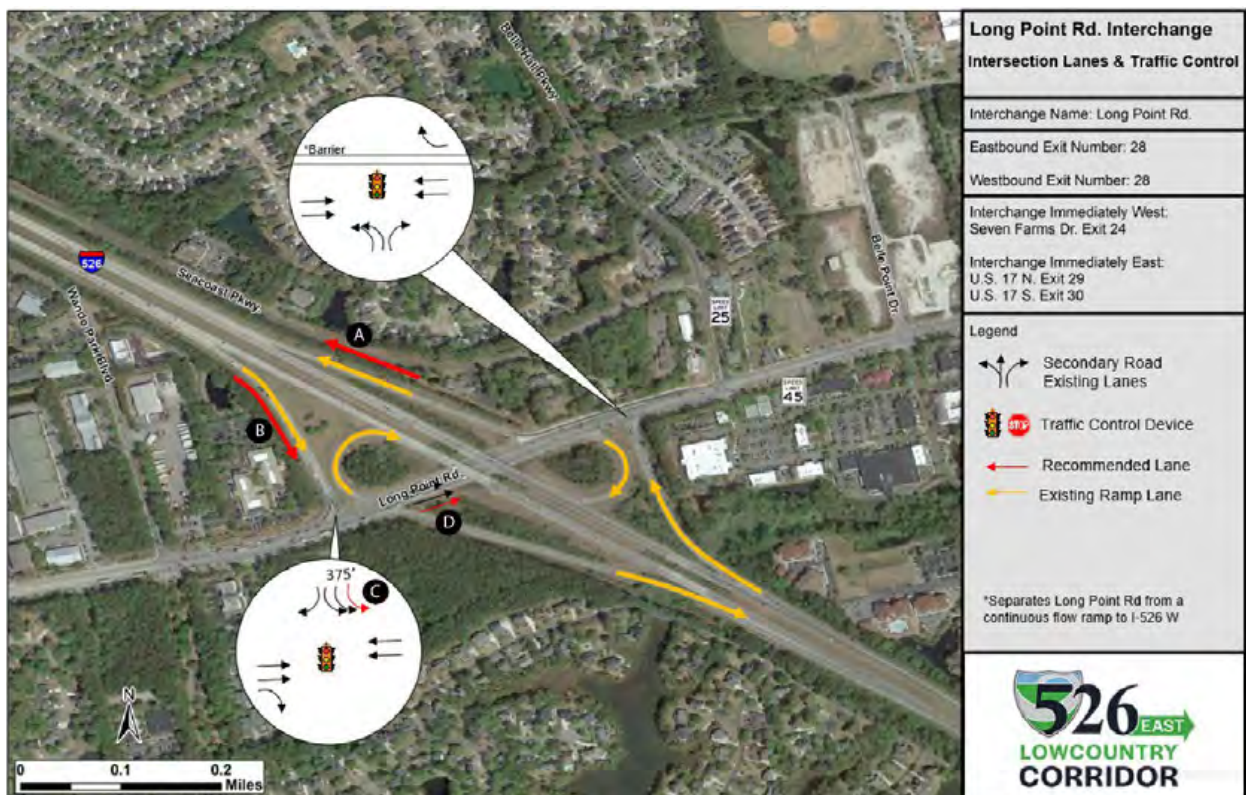 Belle Hall Pkwy
*Barrier
526
Suncoast Pkwy
Wando Park Blvd
Belle Point Dr.
SPEED LIMIT 25
SPEED LIMIT 45
A
B
Long Point Rd.
D
375'
C
N
0 0.1 0.2
Miles
Long Point Rd. Interchange
Intersection Lanes & Traffic Control
Interchange Name: Long Point Rd.
Eastbound Exit Number: 28
Westbound Exit Number: 28
Interchange Immediately West:
Seven Farms Dr. Exit 24
Interchange Immediately East:
U.S. 17 N. Exit 29
U.S. 17 S. Exit 30
Legend
Secondary Road
Existing Lanes
STOP
Traffic Control Device
Recommended Lane
Existing Ramp Lane
*Separates Long Point Rd from a
continuous flow ramp to I-526 W
526 EAST
LOWCOUNTRY
CORRIDOR